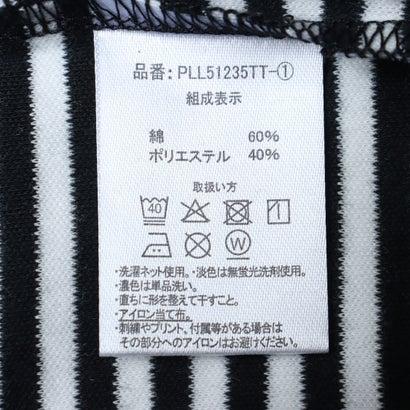 品番: PLL51235TT-①
組成表示
綿 60%
ポリエステル 40%
取扱い方
40
W
・洗濯ネット使用。・淡色は無蛍光洗剤使用。
・濃色は単品洗い。
・直ちに形を整えて干すこと。
・アイロン当て布。
・刺繍やプリント、付属等がある場合は
その部分へのアイロンはお避けください。